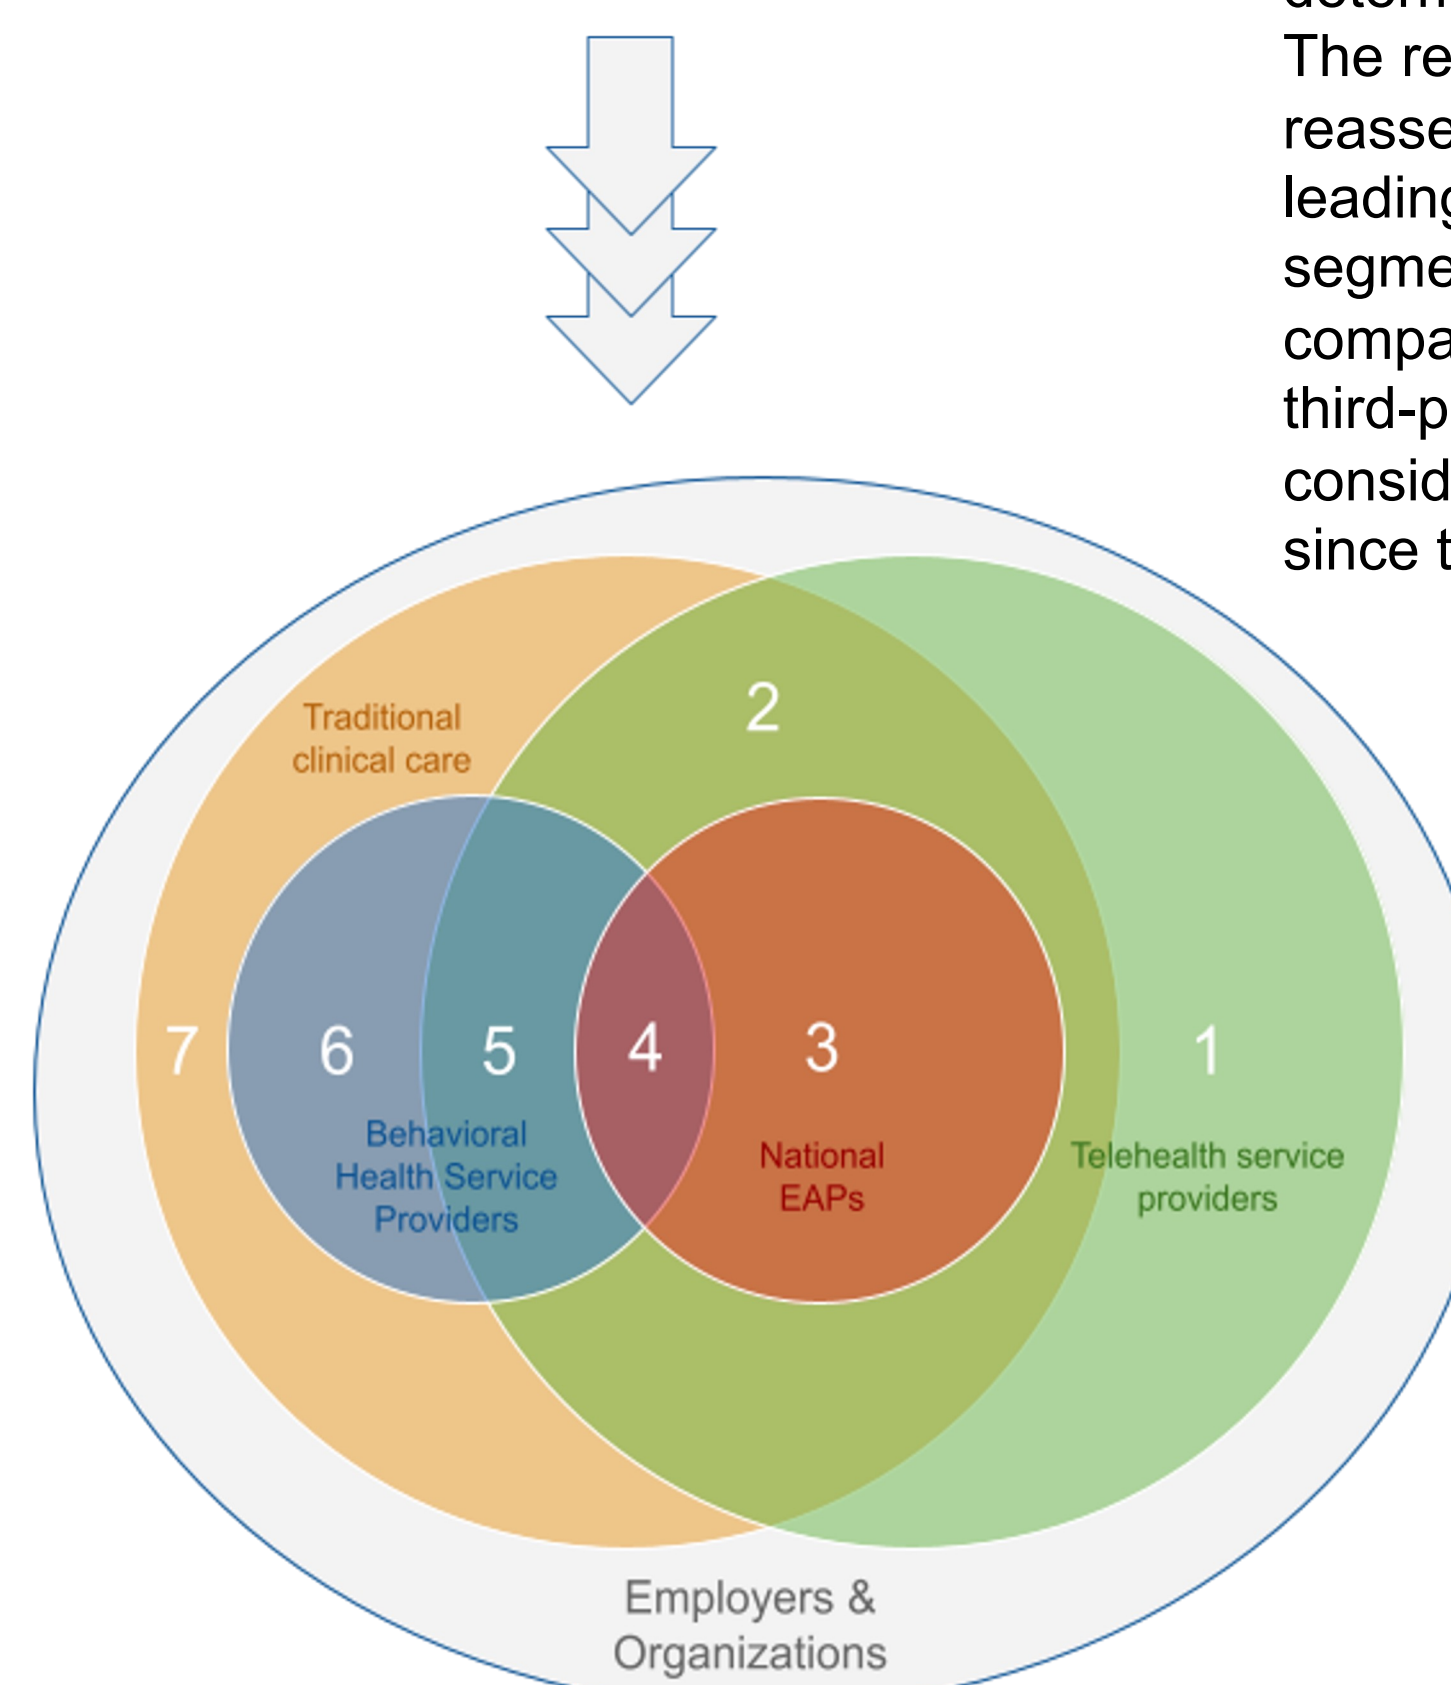 The re
reasse
leading
segme
compa
third-p
consid
since t
2
Traditional
clinical care
7
6
5
4
3
1
Behavioral
Health Service
Providers
National
EAPs
Telehealth service
providers
Employers &
Organizations